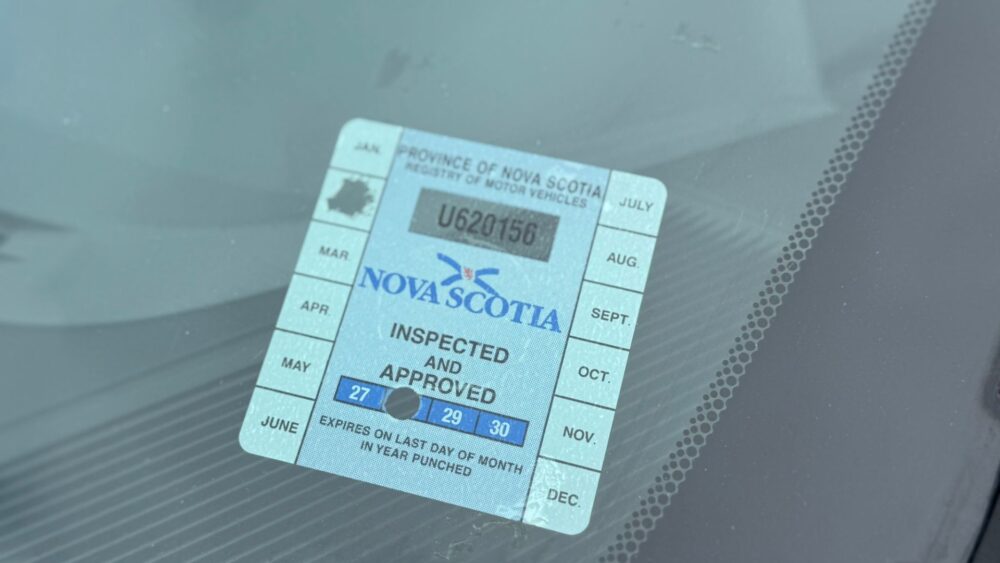 JAN.
MAR.
APR.
MAY
JUNE
PROVINCE OF NOVA SCOTIA
REGISTRY OF MOTOR VEHICLES
U620156
NOVA SCOTIA
INSPECTED
AND
APPROVED
27 29 30
EXPIRES ON LAST DAY OF MONTH
IN YEAR PUNCHED
JULY
AUG.
SEPT.
OCT.
NOV.
DEC.